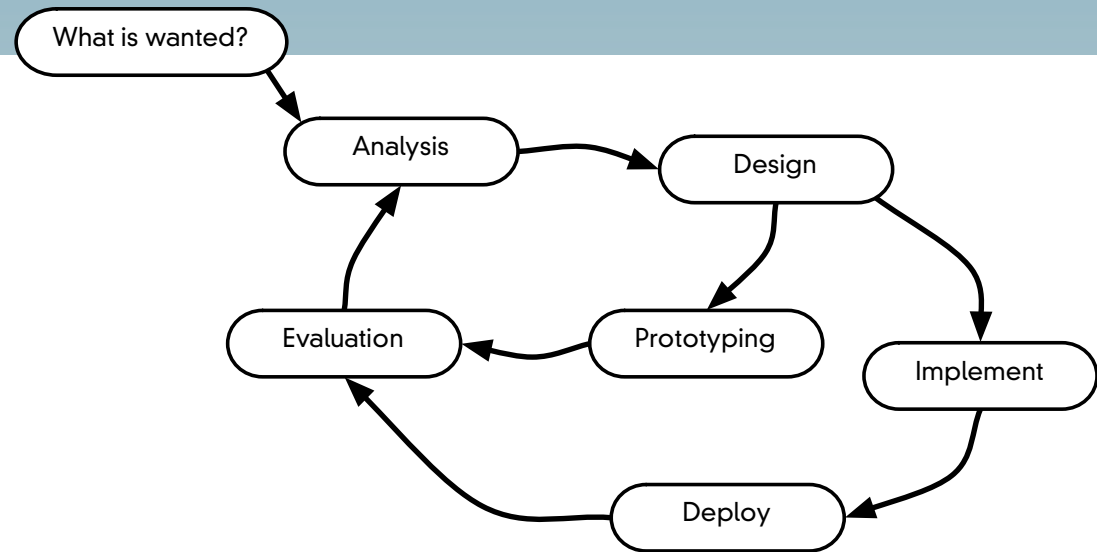 What is wanted?
Analysis
Design
Evaluation
Prototyping
Implement
Deploy